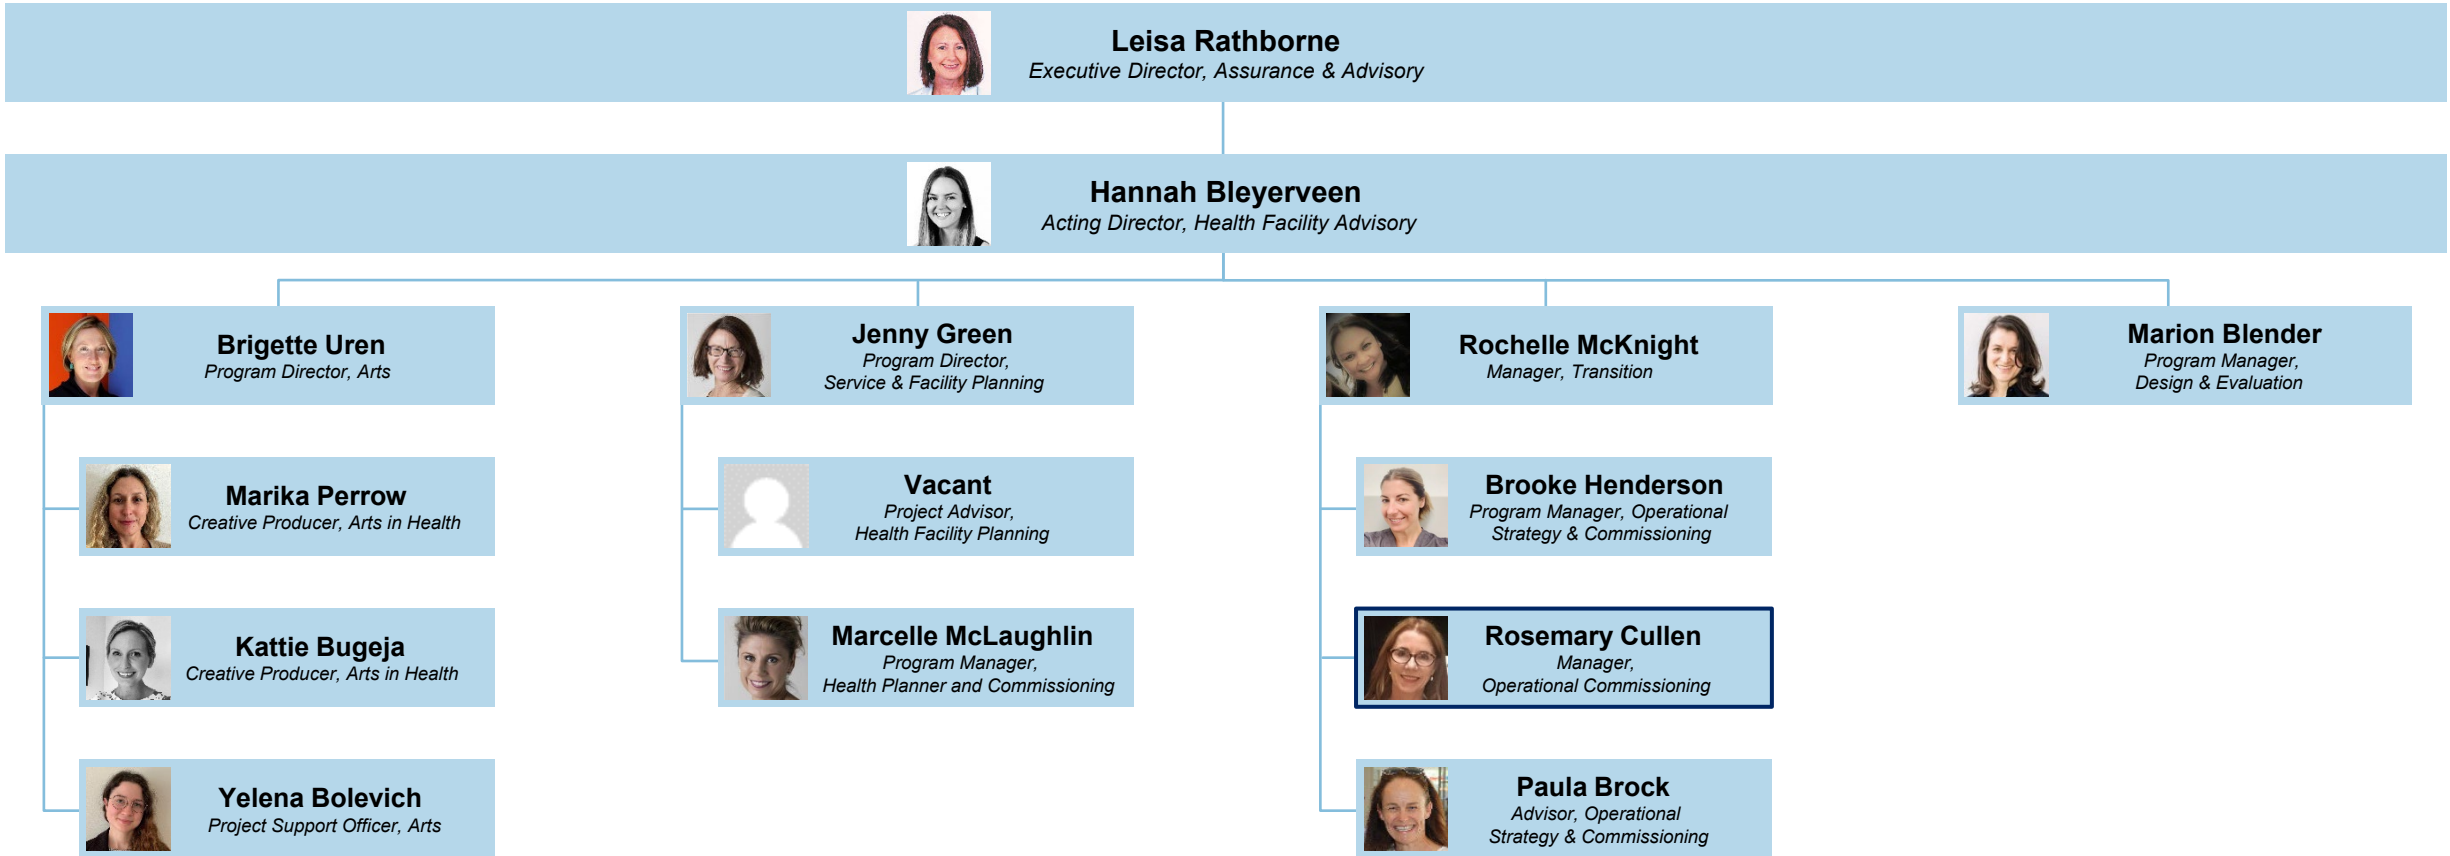 Leisa Rathborne
Executive Director, Assurance & Advisory
Hannah Bleyerveen
Acting Director, Health Facility Advisory
Brigette Uren
Program Director, Arts
Jenny Green
Program Director,
Service & Facility Planning
Rochelle McKnight
Manager, Transition
Marion Blender
Program Manager,
Design & Evaluation
Marika Perrow
Creative Producer, Arts in Health
Vacant
Project Advisor,
Health Facility Planning
Brooke Henderson
Program Manager, Operational
Strategy & Commissioning
Kattie Bugeja
Creative Producer, Arts in Health
Marcelle McLaughlin
Program Manager,
Health Planner and Commissioning
Rosemary Cullen
Manager,
Operational Commissioning
Yelena Bolevich
Project Support Officer, Arts
Paula Brock
Advisor, Operational
Strategy & Commissioning